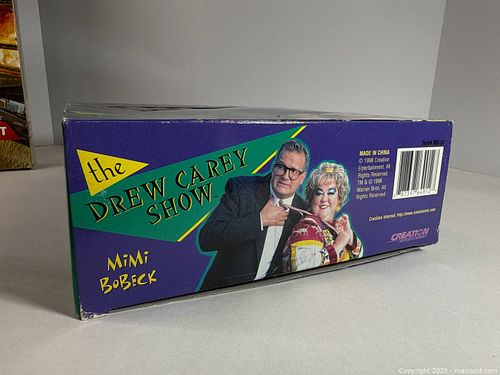 the
DREW CAREY
SHOW
MiMi
BoBeck
MADE IN CHINA
© 1998 Creation
Entertainment. All
Rights Reserved.
TM & © 1998
Warner Bros. All
Rights Reserved.
Creation Internet: http://www.creationent.com
CREATION
ENTERTAINMENT
T
Copyright 2025 - maxsold.com